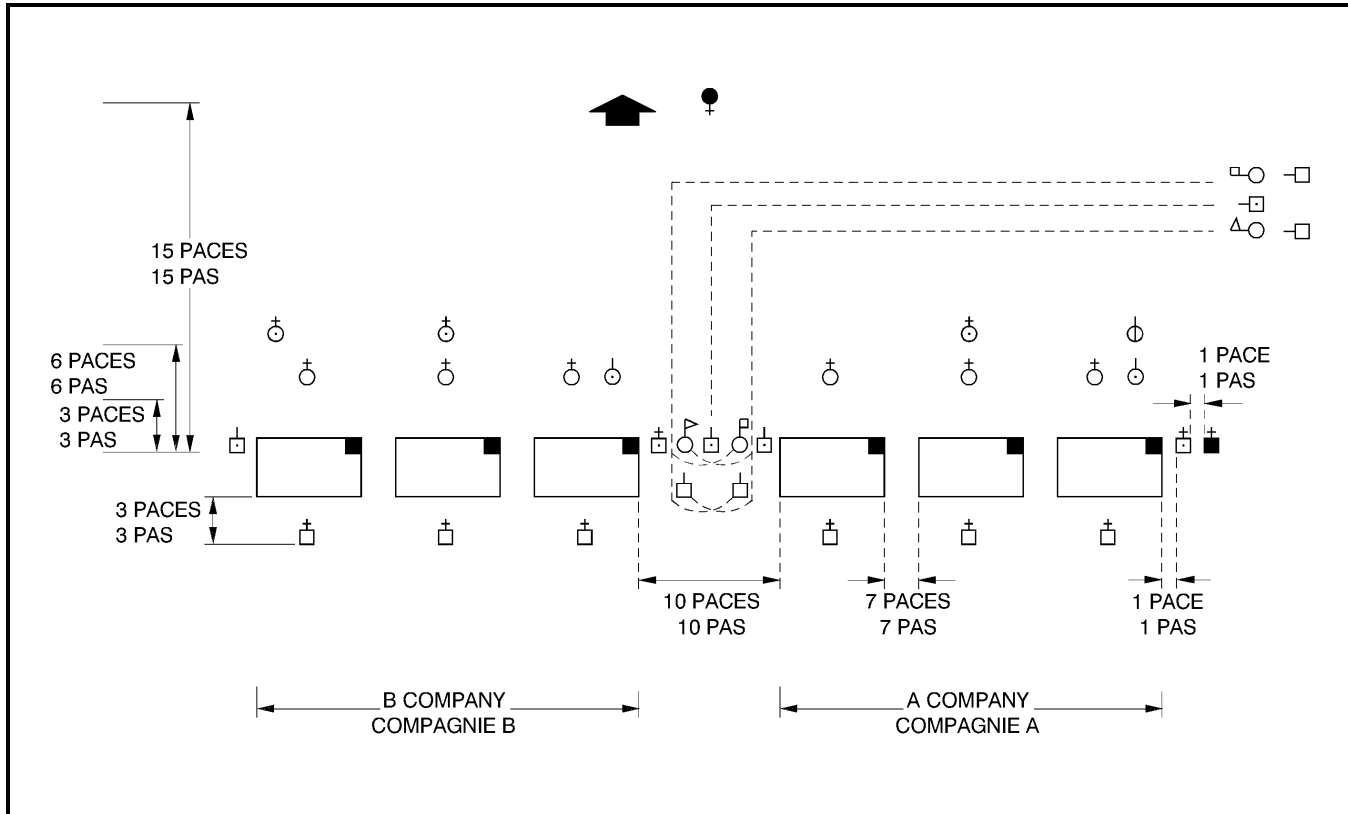 15 PACES
15 PAS
6 PACES
6 PAS
3 PACES
3 PAS
1 PACE
1 PAS
3 PACES
3 PAS
10 PACES
10 PAS
7 PACES
7 PAS
1 PACE
1 PAS
B COMPANY
COMPAGNIE B
A COMPANY
COMPAGNIE A